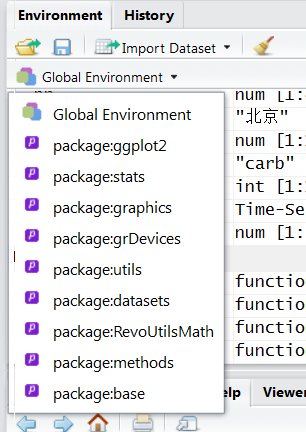 Environment History
Import Dataset
Global Environment
num [1:
Global Environment "北京"
package:ggplot2 num [1:
"carb"
package:stats int [1:
package:graphics Time-Se
package:grDevices num [1:
package:utils
package:datasets functio
package:RevoUtilsMath functio
package:methods functio
package:base functio
Viewer